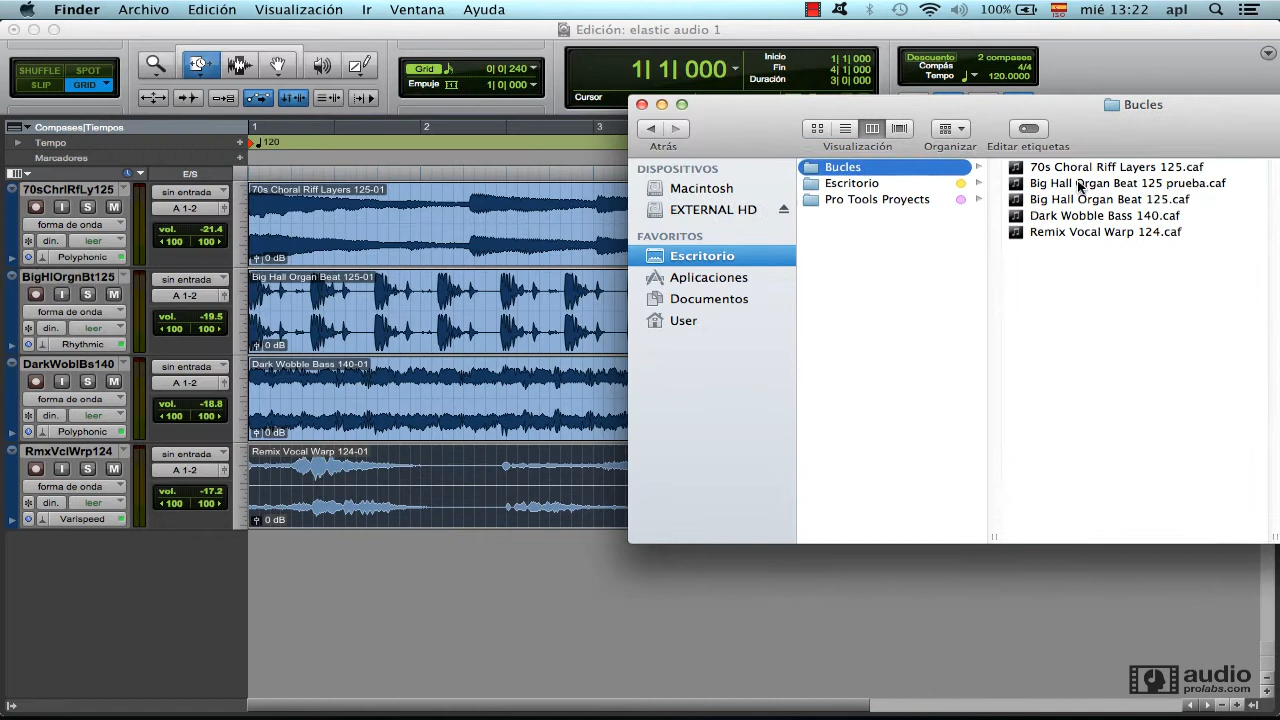 Finder Archivo Edición Visualización Ir Ventana Ayuda 100% ISO mié 13:22 apl
Edición: elastic audio 1
SHUFFLE SPOT
SLIP GRID
Grid 0| 0| 240
Empuje 1| 0| 000
1| 1| 000
Inicio 1| 1| 000
Fin 4| 1| 000
Duración 3| 0| 000
Cursor
Descuento 2 compases
Compás 4/4
Tempo 120.0000
Compases|Tiempos 1 2 3
Tempo 120
Marcadores
E/S
70sChrlRfLy125
I S M
forma de onda
din. leer
Polyphonic
sin entrada
A 1-2
vol. -21.4
100 100
70s Choral Riff Layers 125-01
0 dB
BigHlOrgnBt125
I S M
forma de onda
din. leer
Rhythmic
sin entrada
A 1-2
vol. -19.5
100 100
Big Hall Organ Beat 125-01
0 dB
DarkWoblBs140
I S M
forma de onda
din. leer
Polyphonic
sin entrada
A 1-2
vol. -18.8
100 100
Dark Wobble Bass 140-01
0 dB
RmxVclWrp124
I S M
forma de onda
din. leer
Varispeed
sin entrada
A 1-2
vol. -17.2
100 100
Remix Vocal Warp 124-01
0 dB
Bucles
Atrás Visualización Organizar Editar etiquetas
DISPOSITIVOS
Macintosh
EXTERNAL HD
FAVORITOS
Escritorio
Aplicaciones
Documentos
User
Bucles
Escritorio
Pro Tools Proyects
70s Choral Riff Layers 125.caf
Big Hall Organ Beat 125 prueba.caf
Big Hall Organ Beat 125.caf
Dark Wobble Bass 140.caf
Remix Vocal Warp 124.caf
audio
prolabs.com